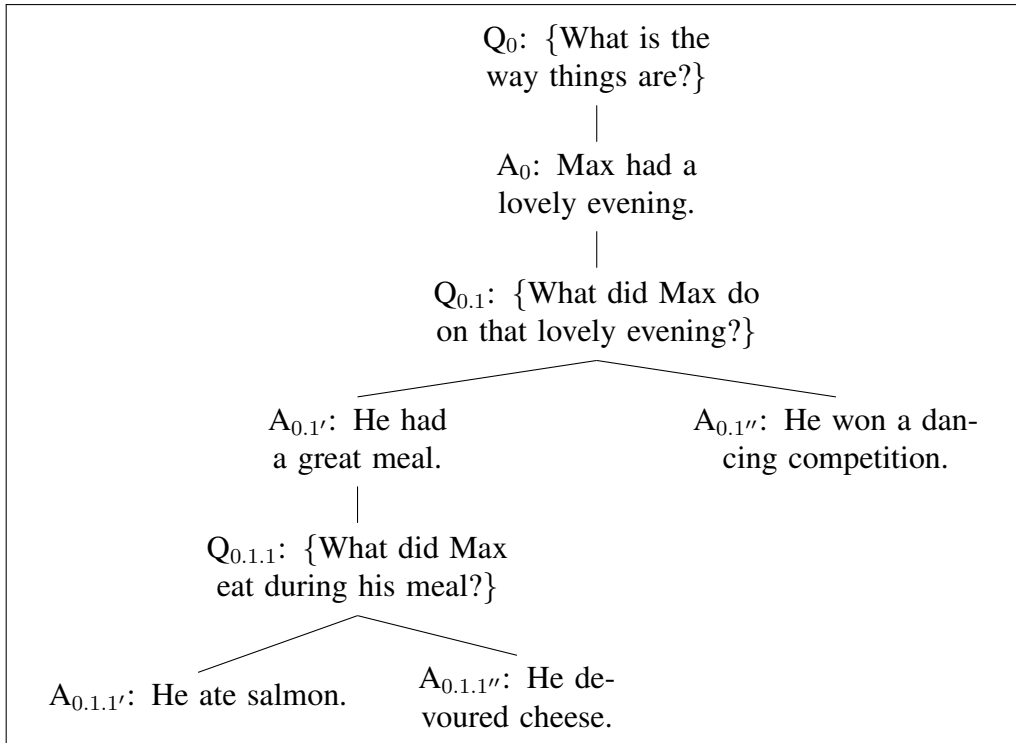 Q₀: {What is the
way things are?}
A₀: Max had a
lovely evening.
Q₀.₁: {What did Max do
on that lovely evening?}
A₀.₁′: He had
a great meal.
A₀.₁″: He won a dan-
cing competition.
Q₀.₁.₁: {What did Max
eat during his meal?}
A₀.₁.₁′: He ate salmon.
A₀.₁.₁″: He de-
voured cheese.